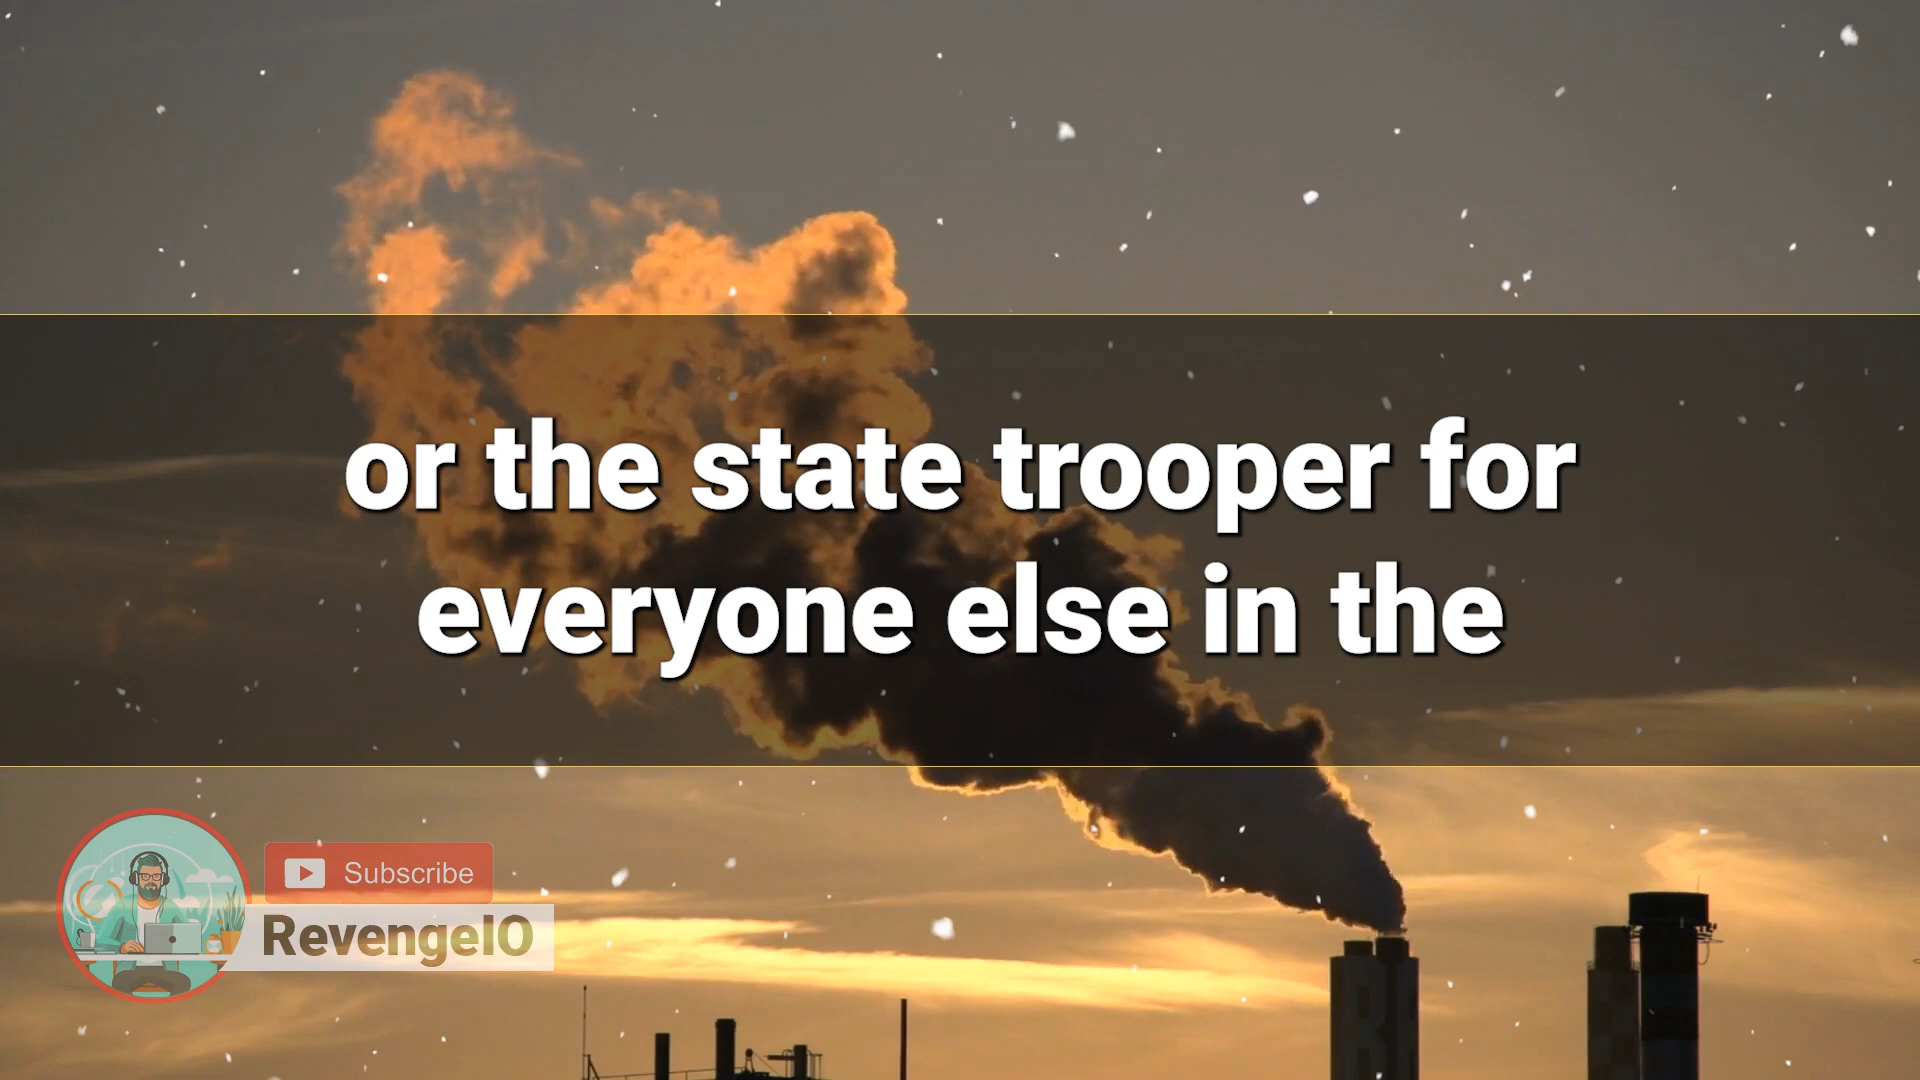 or the state trooper for
everyone else in the
Subscribe
RevengeIO